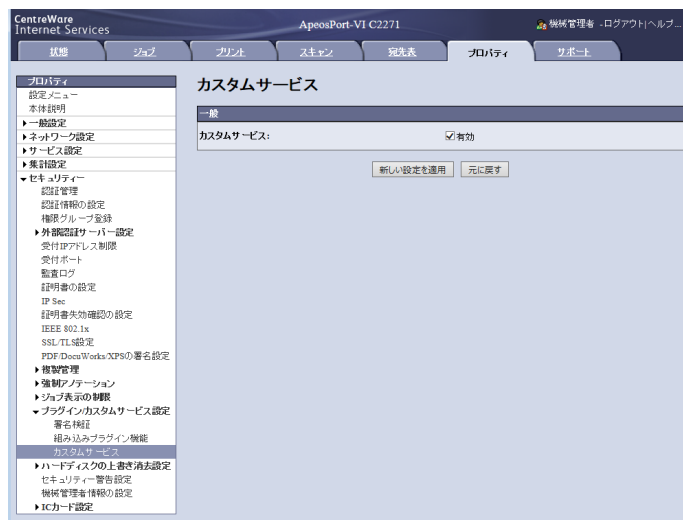 CentreWare
Internet Services
ApeosPort-VI C2271
機械管理者 - ログアウト|ヘルプ...
状態
ジョブ
プリント
スキャン
宛先表
プロパティ
サポート
プロパティ
設定メニュー
本体説明
一般設定
ネットワーク設定
サービス設定
集計設定
セキュリティー
認証管理
認証情報の設定
権限グループ登録
外部認証サーバー設定
受付IPアドレス制限
受付ポート
監査ログ
証明書の設定
IP Sec
証明書失効確認の設定
IEEE 802.1x
SSL/TLS設定
PDF/DocuWorks/XPSの署名設定
複製管理
強制アノテーション
ジョブ表示の制限
プラグイン/カスタムサービス設定
署名検証
組み込みプラグイン機能
カスタムサービス
ハードディスクの上書き消去設定
セキュリティー警告設定
機械管理者情報の設定
ICカード設定
カスタムサービス
一般
カスタムサービス: 有効
新しい設定を適用 元に戻す